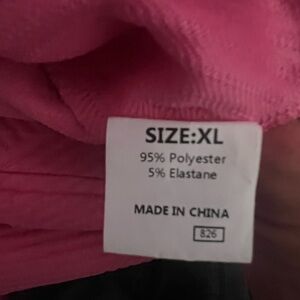 SIZE:XL
95% Polyester
5% Elastane
MADE IN CHINA
826